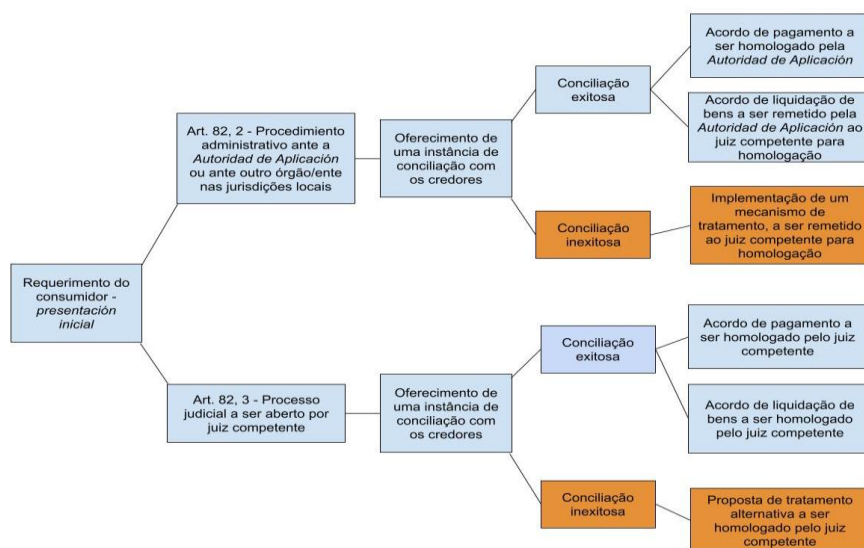 Requerimento do
consumidor -
presentación
inicial
Art. 82, 2 - Procedimiento
administrativo ante a
Autoridad de Aplicación
ou ante outro órgão/ente
nas jurisdições locais
Oferecimento de
uma instância de
conciliação com
os credores
Conciliação
exitosa
Acordo de pagamento a
ser homologado pela
Autoridad de Aplicación
Acordo de liquidação de
bens a ser remetido pela
Autoridad de Aplicación ao
juiz competente para
homologação
Conciliação
inexitosa
Implementação de um
mecanismo de
tratamento, a ser remetido
ao juiz competente para
homologação
Art. 82, 3 - Processo
judicial a ser aberto por
juiz competente
Oferecimento de
uma instância de
conciliação com
os credores
Conciliação
exitosa
Acordo de pagamento a
ser homologado pelo juiz
competente
Acordo de liquidação de
bens a ser homologado
pelo juiz competente
Conciliação
inexitosa
Proposta de tratamento
alternativa a ser
homologado pelo juiz
competente